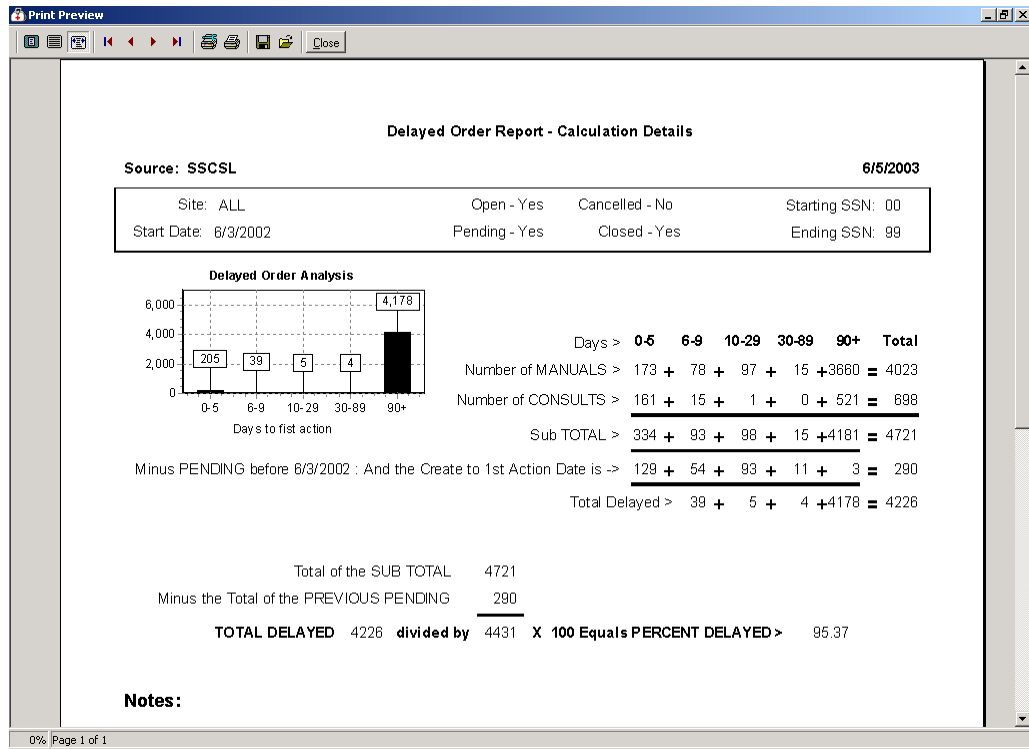 Print Preview
Close
Delayed Order Report - Calculation Details
Source: SSCSL 6/5/2003
Site: ALL Open - Yes Cancelled - No Starting SSN: 00
Start Date: 6/3/2002 Pending - Yes Closed - Yes Ending SSN: 99
Delayed Order Analysis
6,000
4,000
2,000
0
205 39 5 4 4,178
0-5 6-9 10-29 30-89 90+
Days to fist action
Days > 0-5 6-9 10-29 30-89 90+ Total
Number of MANUALS > 173 + 78 + 97 + 15 +3660 = 4023
Number of CONSULTS > 161 + 15 + 1 + 0 + 521 = 698
Sub TOTAL > 334 + 93 + 98 + 15 +4181 = 4721
Minus PENDING before 6/3/2002 : And the Create to 1st Action Date is -> 129 + 54 + 93 + 11 + 3 = 290
Total Delayed > 39 + 5 + 4 +4178 = 4226
Total of the SUB TOTAL 4721
Minus the Total of the PREVIOUS PENDING 290
TOTAL DELAYED 4226 divided by 4431 X 100 Equals PERCENT DELAYED > 95.37
Notes:
0% Page 1 of 1